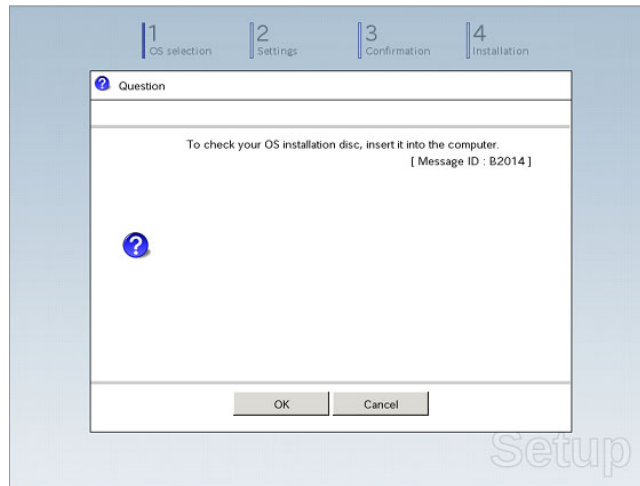 1
OS selection
2
Settings
3
Confirmation
4
Installation
Question
To check your OS installation disc, insert it into the computer.
[ Message ID : B2014 ]
OK
Cancel
Setup